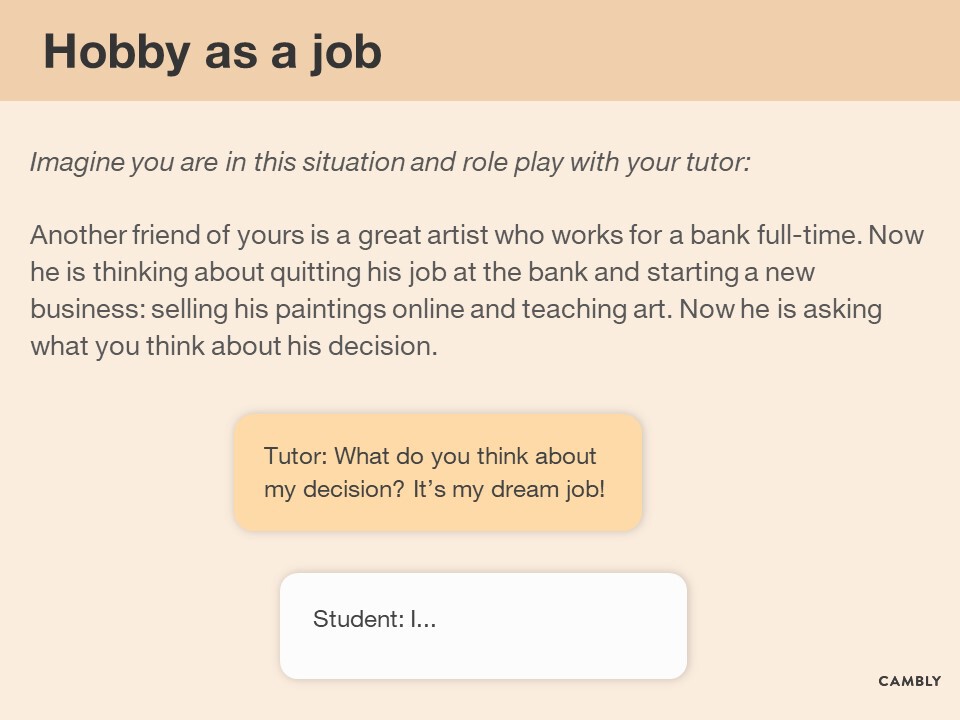 Hobby as a job
Imagine you are in this situation and role play with your tutor:
Another friend of yours is a great artist who works for a bank full-time. Now
he is thinking about quitting his job at the bank and starting a new
business: selling his paintings online and teaching art. Now he is asking
what you think about his decision.
Tutor: What do you think about
my decision? It’s my dream job!
Student: I...
CAMBLY